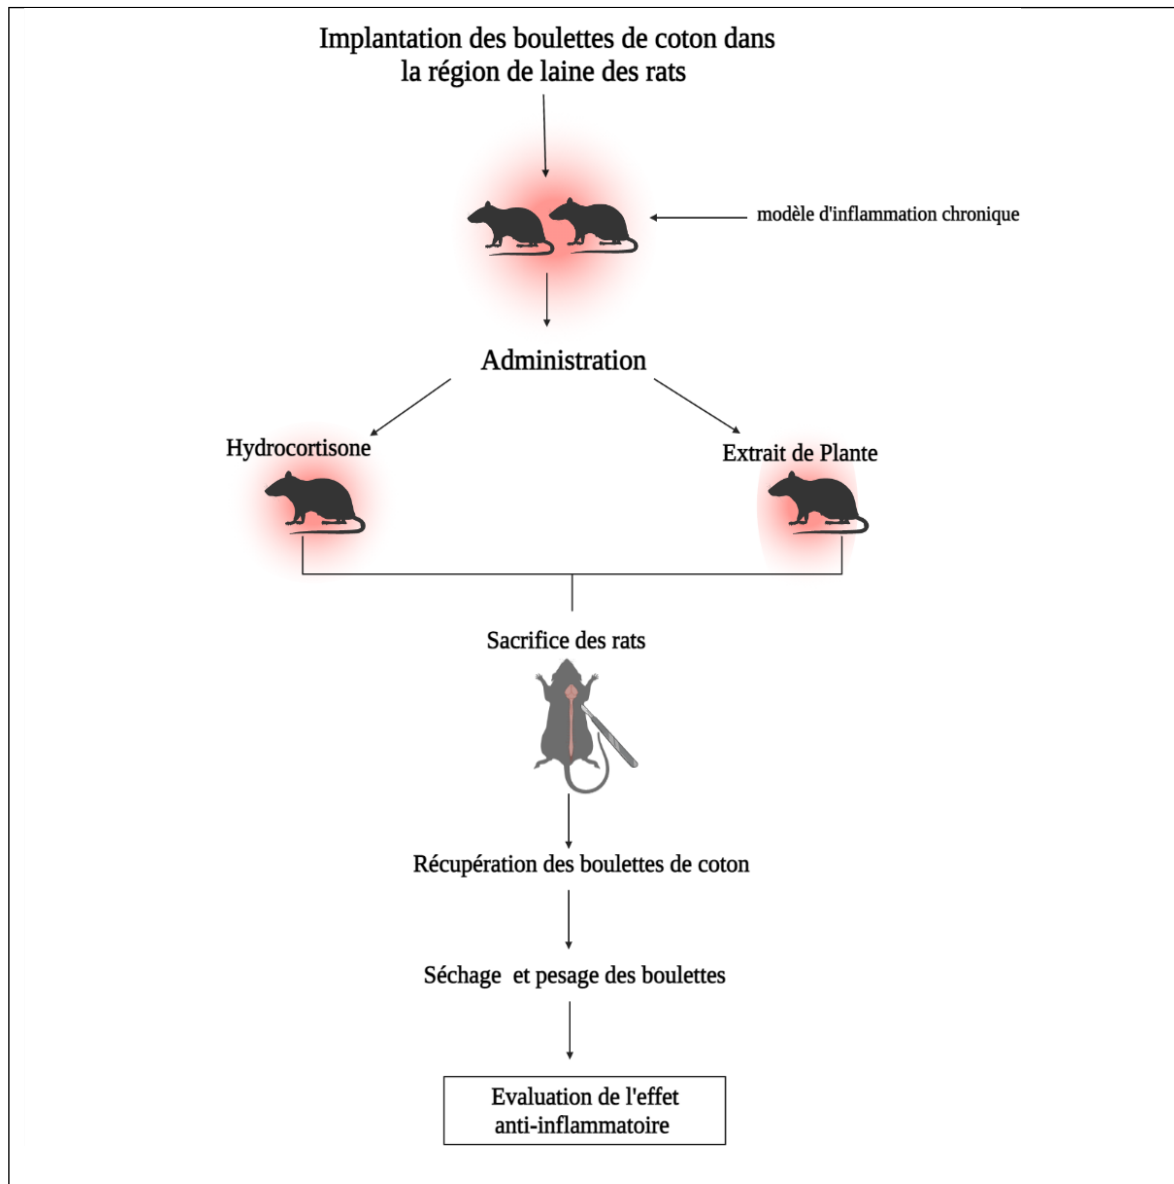 Implantation des boulettes de coton dans
la région de laine des rats
modèle d'inflammation chronique
Administration
Hydrocortisone
Extrait de Plante
Sacrifice des rats
Récupération des boulettes de coton
Séchage et pesage des boulettes
Evaluation de l'effet
anti-inflammatoire